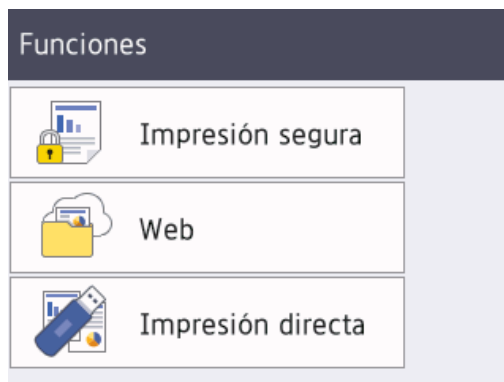 Funciones
Impresión segura
Web
Impresión directa